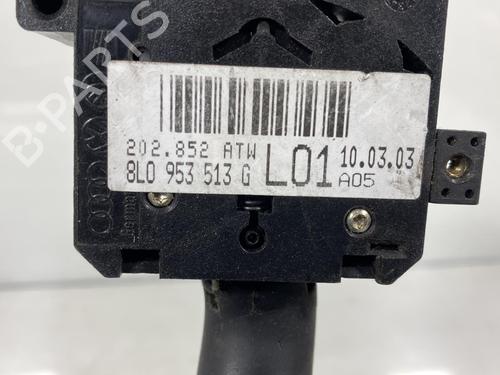 B-PARTS
202.852 ATW
8L0 953 513 G L01 10.03.03
A05